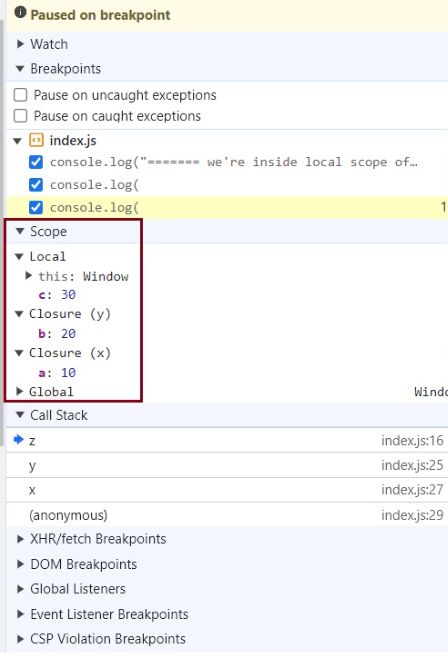 Paused on breakpoint
Watch
Breakpoints
Pause on uncaught exceptions
Pause on caught exceptions
index.js
console.log("======= we're inside local scope of…
console.log(
console.log( 1
Scope
Local
this: Window
c: 30
Closure (y)
b: 20
Closure (x)
a: 10
Global
Call Stack
z index.js:16
y index.js:25
x index.js:27
(anonymous) index.js:29
XHR/fetch Breakpoints
DOM Breakpoints
Global Listeners
Event Listener Breakpoints
CSP Violation Breakpoints